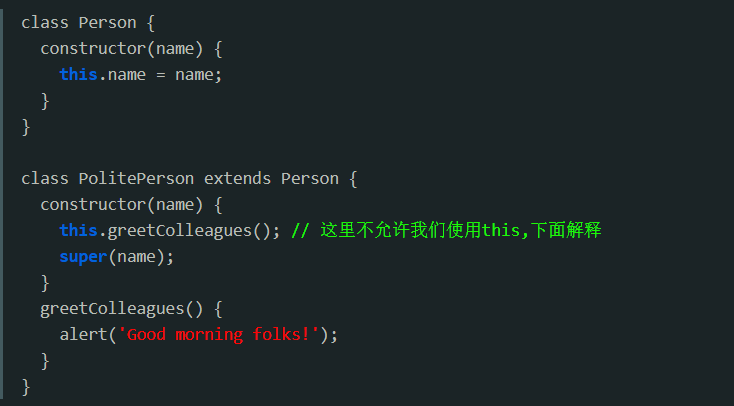 class Person {
  constructor(name) {
    this.name = name;
  }
}

class PolitePerson extends Person {
  constructor(name) {
    this.greetColleagues(); // 这里不允许我们使用this,下面解释
    super(name);
  }
  greetColleagues() {
    alert('Good morning folks!');
  }
}